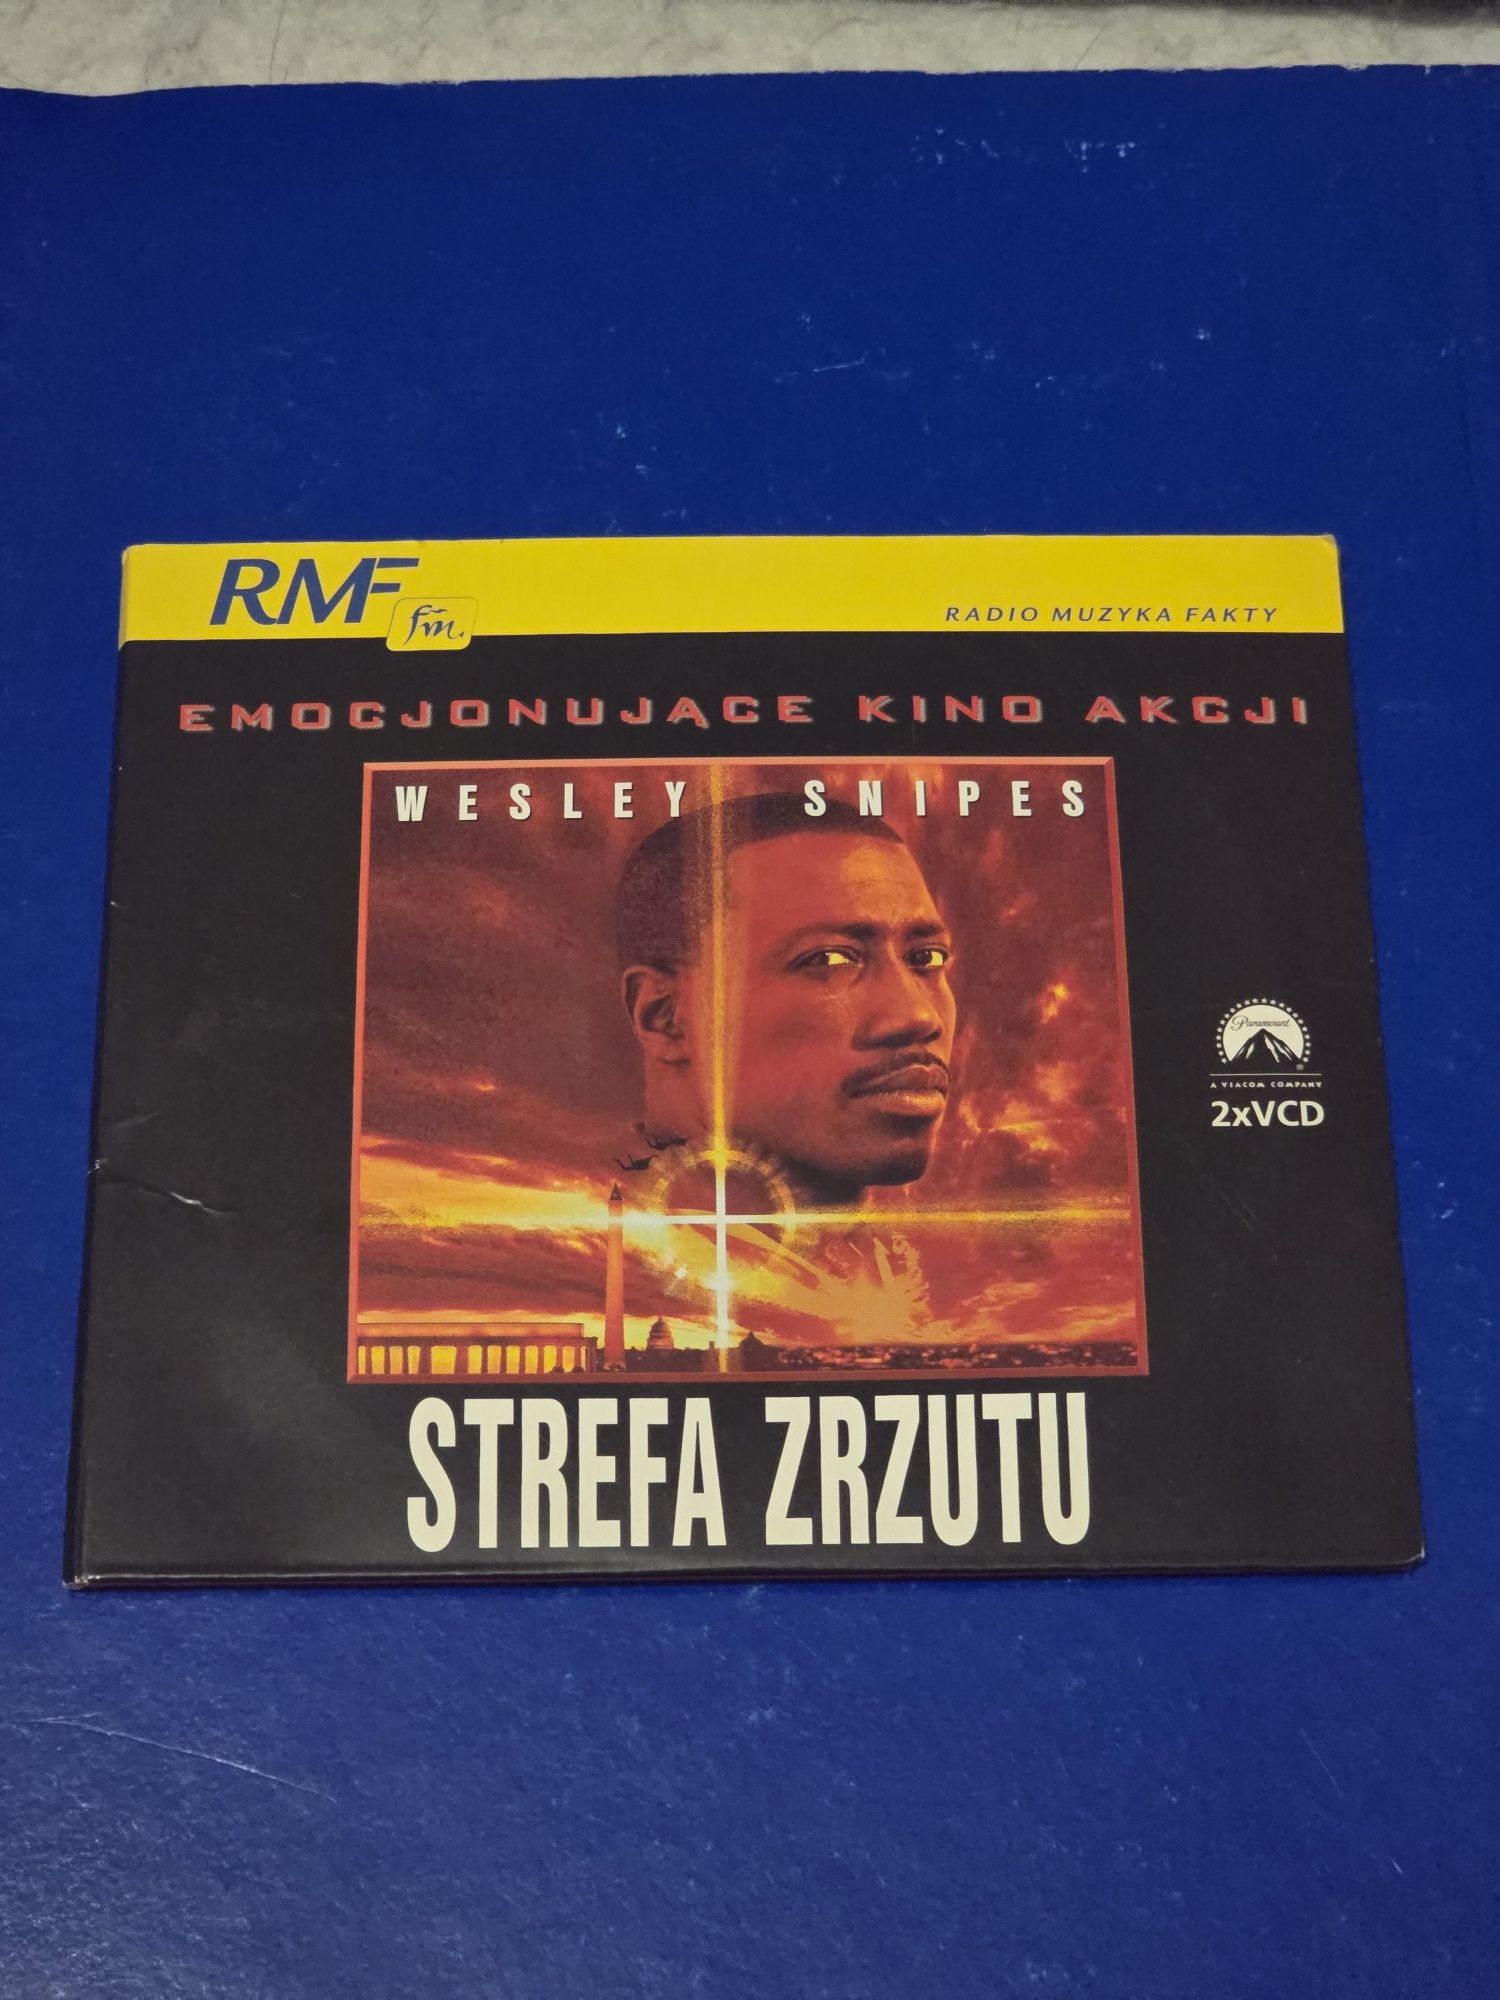 RMF
fm.
RADIO MUZYKA FAKTY
EMOCJONUJĄCE KINO AKCJI
WESLEY SNIPES
Paramount
A VIACOM COMPANY
2xVCD
STREFA ZRZUTU